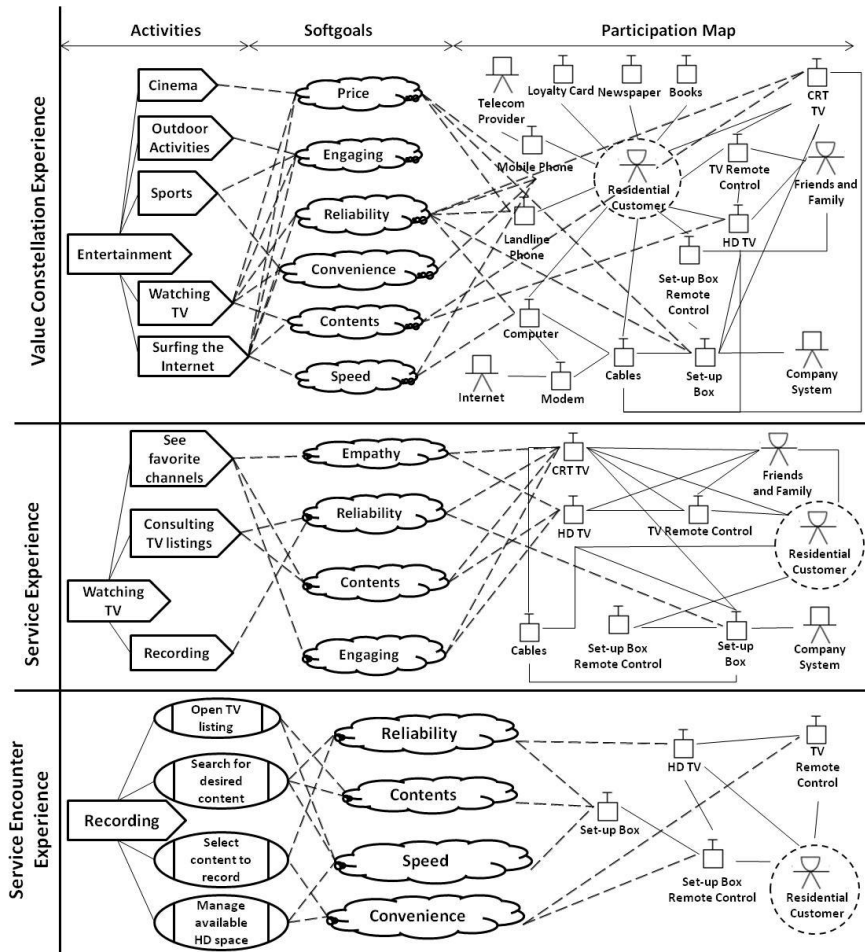 Activities
Softgoals
Participation Map
Value Constellation Experience
Entertainment
Cinema
Outdoor
Activities
Sports
Watching
TV
Surfing the
Internet
Price
Engaging
Reliability
Convenience
Contents
Speed
Telecom
Provider
Loyalty Card
Newspaper
Books
CRT
TV
Mobile Phone
Residential
Customer
TV Remote
Control
Friends and
Family
Landline
Phone
HD TV
Set-up Box
Remote
Control
Computer
Internet
Modem
Cables
Set-up
Box
Company
System
Service Experience
Watching
TV
See
favorite
channels
Consulting
TV listings
Recording
Empathy
Reliability
Contents
Engaging
CRT TV
Friends
and Family
HD TV
TV Remote Control
Residential
Customer
Cables
Set-up Box
Remote Control
Set-up
Box
Company
System
Service Encounter
Experience
Recording
Open TV
listing
Search for
desired
content
Select
content to
record
Manage
available
HD space
Reliability
Contents
Speed
Convenience
HD TV
TV
Remote
Control
Set-up Box
Set-up Box
Remote Control
Residential
Customer